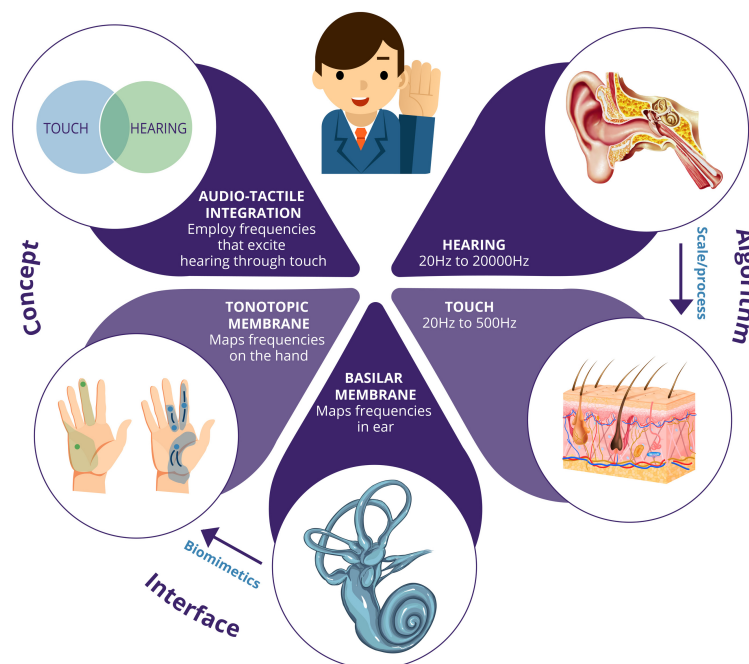 TOUCH
HEARING
AUDIO-TACTILE
INTEGRATION
Employ frequencies
that excite
hearing through touch
HEARING
20Hz to 20000Hz
Concept
Scale/process
Algorithm
TONOTOPIC
MEMBRANE
Maps frequencies
on the hand
TOUCH
20Hz to 500Hz
BASILAR
MEMBRANE
Maps frequencies
in ear
Biomimetics
Interface